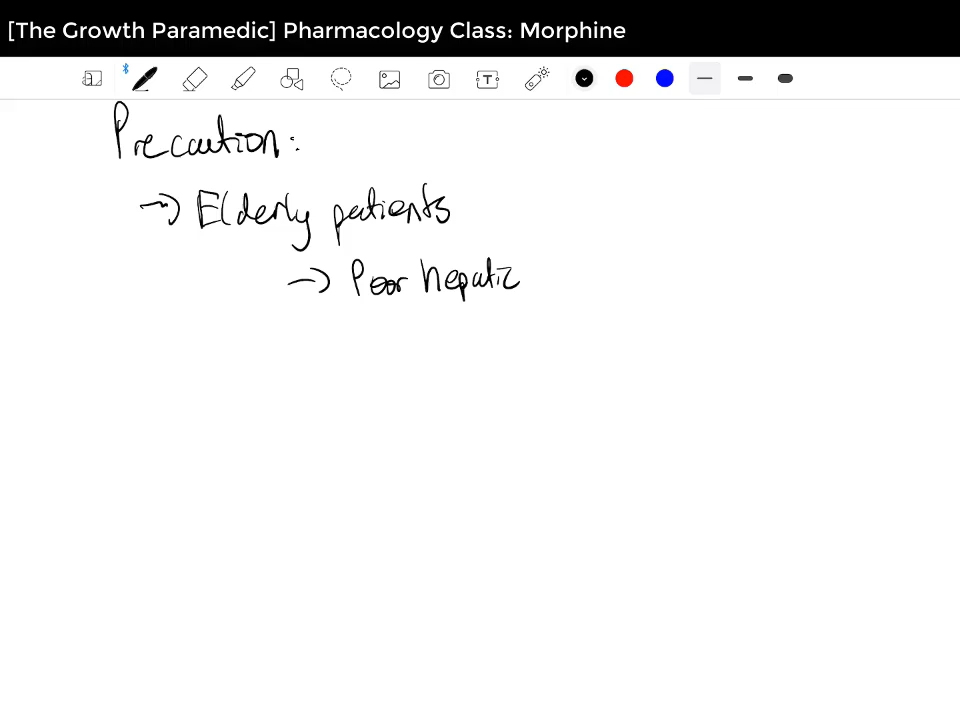 [The Growth Paramedic] Pharmacology Class: Morphine
Precaution:
→ Elderly patients
→ Poor hepatic